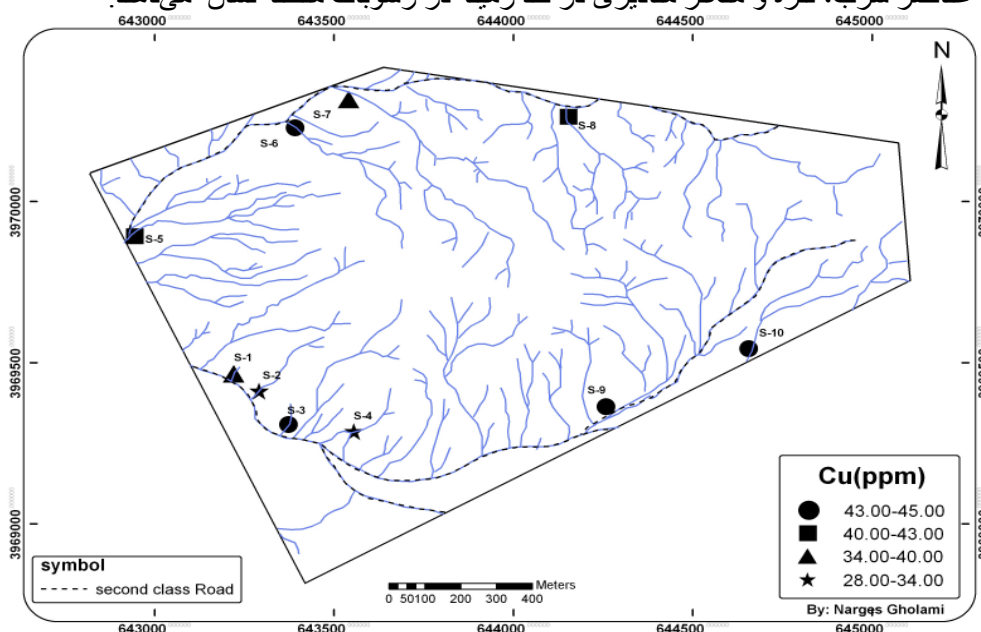 643000 643500 644000 644500 645000
N
S-7
S-8
S-6
3970000
S-5
S-10
S-1
3969500
S-2
S-9
S-3
S-4
Cu(ppm)
43.00-45.00
40.00-43.00
34.00-40.00
28.00-34.00
3969000
symbol
second class Road
Meters
0 50100 200 300 400
By: Narges Gholami
643000 643500 644000 644500 645000